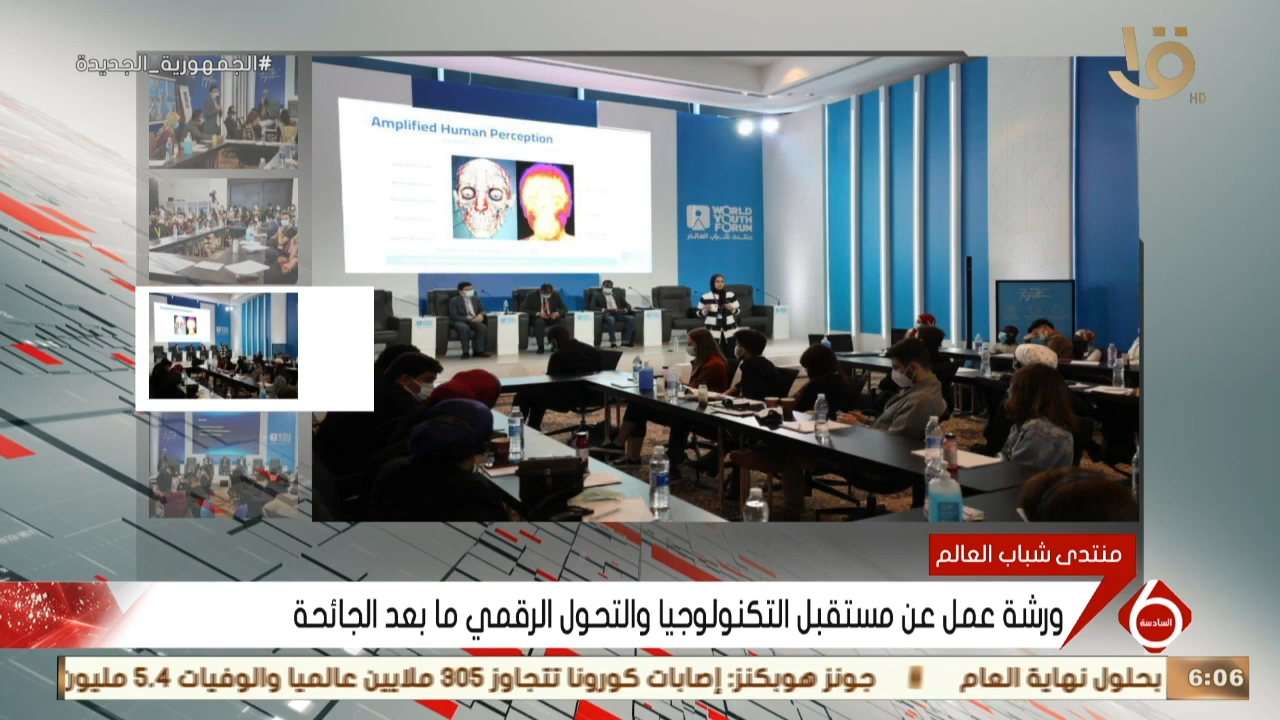 #الجمهورية_الجديدة
HD
Amplified Human Perception
WORLD
YOUTH
FORUM
منتدى شباب العالم
منتدى شباب العالم
ورشة عمل عن مستقبل التكنولوجيا والتحول الرقمي ما بعد الجائحة
السادسة
6:06
بحلول نهاية العام
جونز هوبكنز: إصابات كورونا تتجاوز 305 ملايين عالميا والوفيات 5.4 مليون